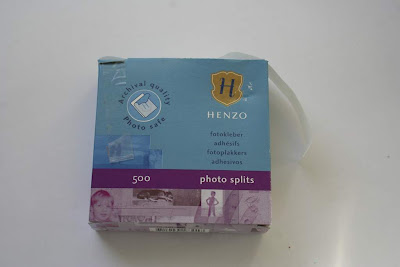 Archival quality
Photo safe
H
HENZO
fotokleber
adhésifs
fotoplakkers
adhesivos
500 photo splits